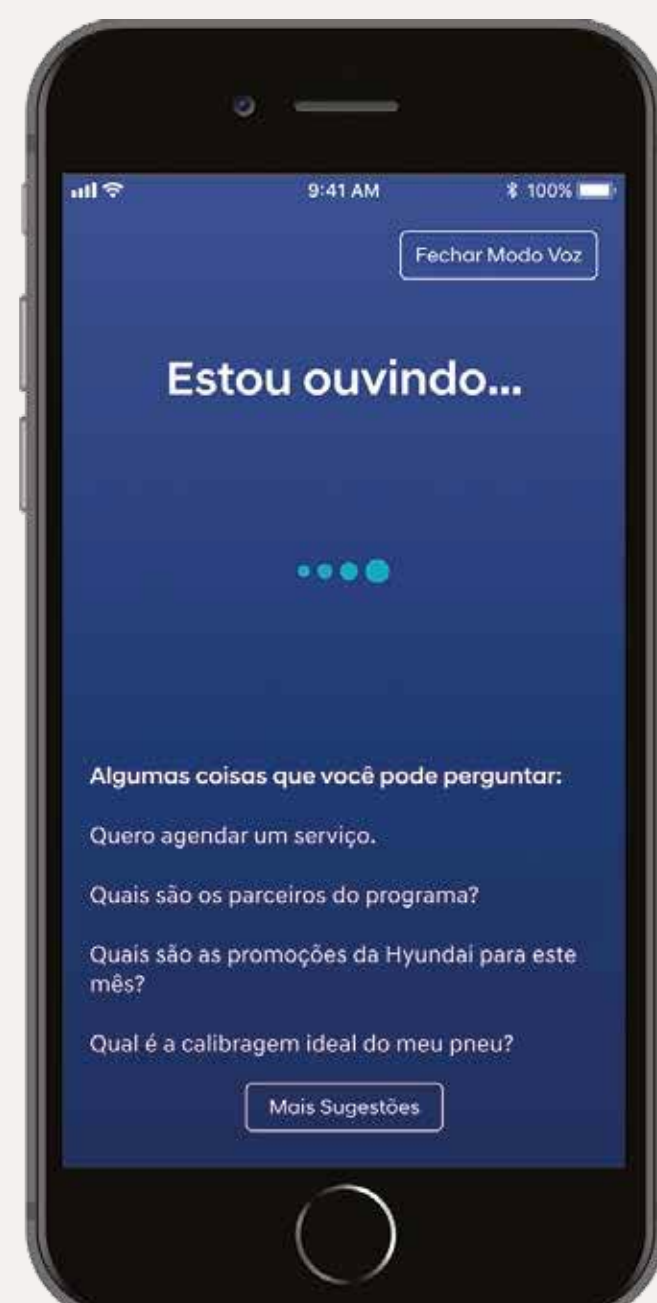 9:41 AM
100%
Fechar Modo Voz
Estou ouvindo...
Algumas coisas que você pode perguntar:
Quero agendar um serviço.
Quais são os parceiros do programa?
Quais são as promoções da Hyundai para este
mês?
Qual é a calibragem ideal do meu pneu?
Mais Sugestões